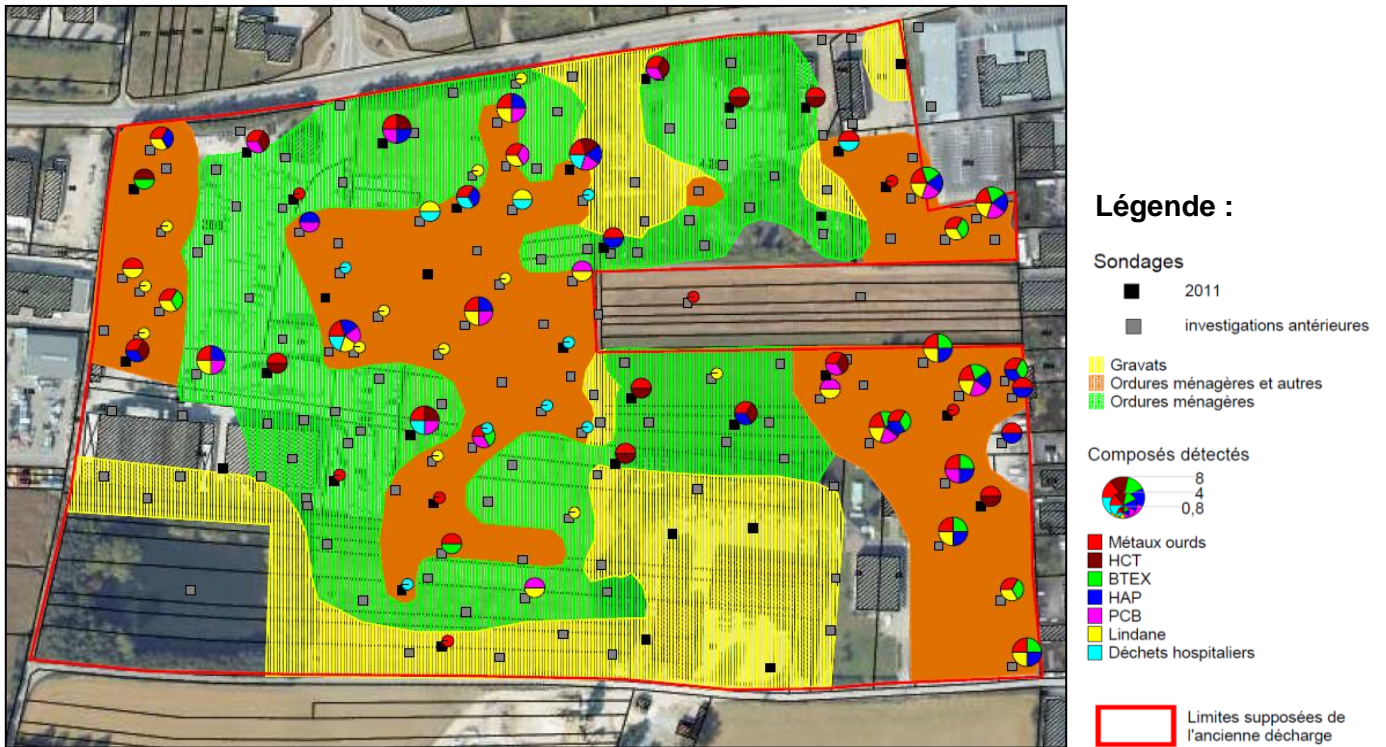 Légende :
Sondages
2011
investigations antérieures
Gravats
Ordures ménagères et autres
Ordures ménagères
Composés détectés
8
4
0,8
Métaux ourds
HCT
BTEX
HAP
PCB
Lindane
Déchets hospitaliers
Limites supposées de
l'ancienne décharge